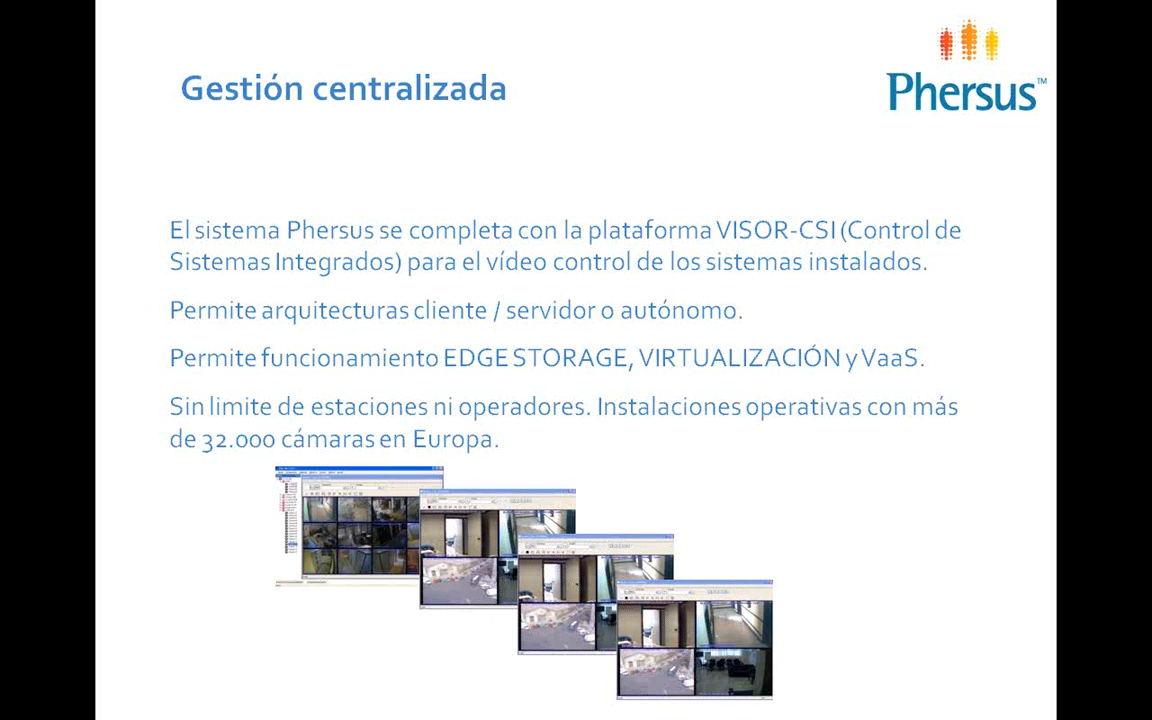 Gestión centralizada
Phersus™
El sistema Phersus se completa con la plataforma VISOR-CSI (Control de
Sistemas Integrados) para el vídeo control de los sistemas instalados.
Permite arquitecturas cliente / servidor o autónomo.
Permite funcionamiento EDGE STORAGE, VIRTUALIZACIÓN y VaaS.
Sin limite de estaciones ni operadores. Instalaciones operativas con más
de 32.000 cámaras en Europa.